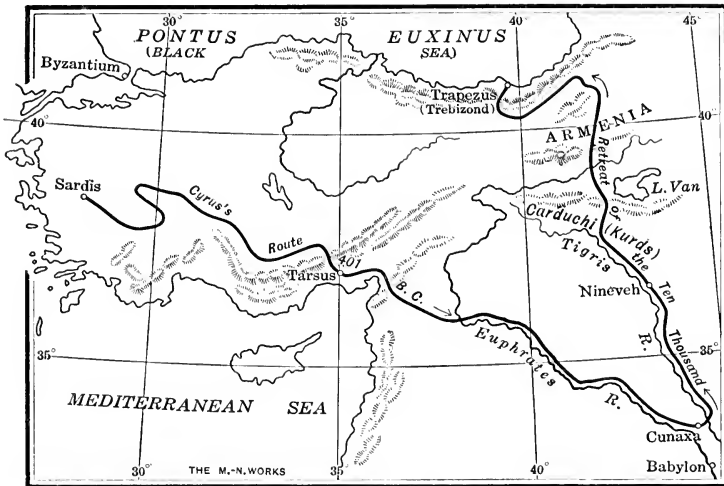 30°
35°
40°
45°
PONTUS
(BLACK
EUXINUS
SEA)
Byzantium
Trapezus
(Trebizond)
40°
40°
ARMENIA
Retreat
L. Van
Sardis
Cyrus's
Route
401
B.C.
Tarsus
Carduchi (Kurds)
of
the
Ten
Thousand
Tigris
R.
Nineveh
35°
35°
Euphrates
R.
MEDITERRANEAN SEA
Cunaxa
Babylon
30°
35°
40°
45°
THE M.-N. WORKS